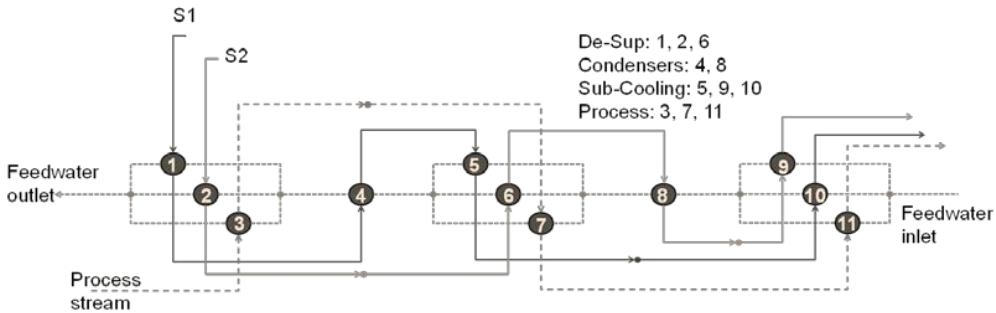 S1
S2
De-Sup: 1, 2, 6
Condensers: 4, 8
Sub-Cooling: 5, 9, 10
Process: 3, 7, 11
Feedwater
outlet
1
2
3
4
5
6
7
8
9
10
11
Feedwater
inlet
Process
stream